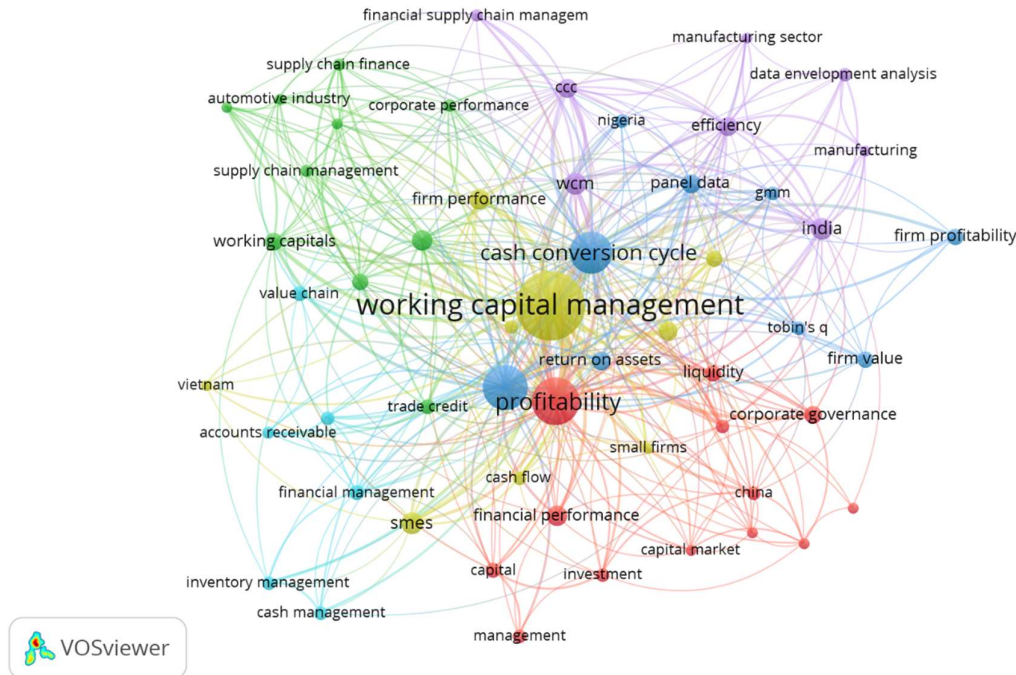 financial supply chain managem
manufacturing sector
supply chain finance
data envelopment analysis
ccc
automotive industry
corporate performance
nigeria
efficiency
manufacturing
supply chain management
wcm
panel data
firm performance
gmm
india
working capitals
firm profitability
cash conversion cycle
value chain
working capital management
tobin's q
return on assets
firm value
liquidity
vietnam
profitability
trade credit
corporate governance
accounts receivable
small firms
cash flow
financial management
china
smes
financial performance
capital market
capital
investment
inventory management
cash management
management
VOSviewer